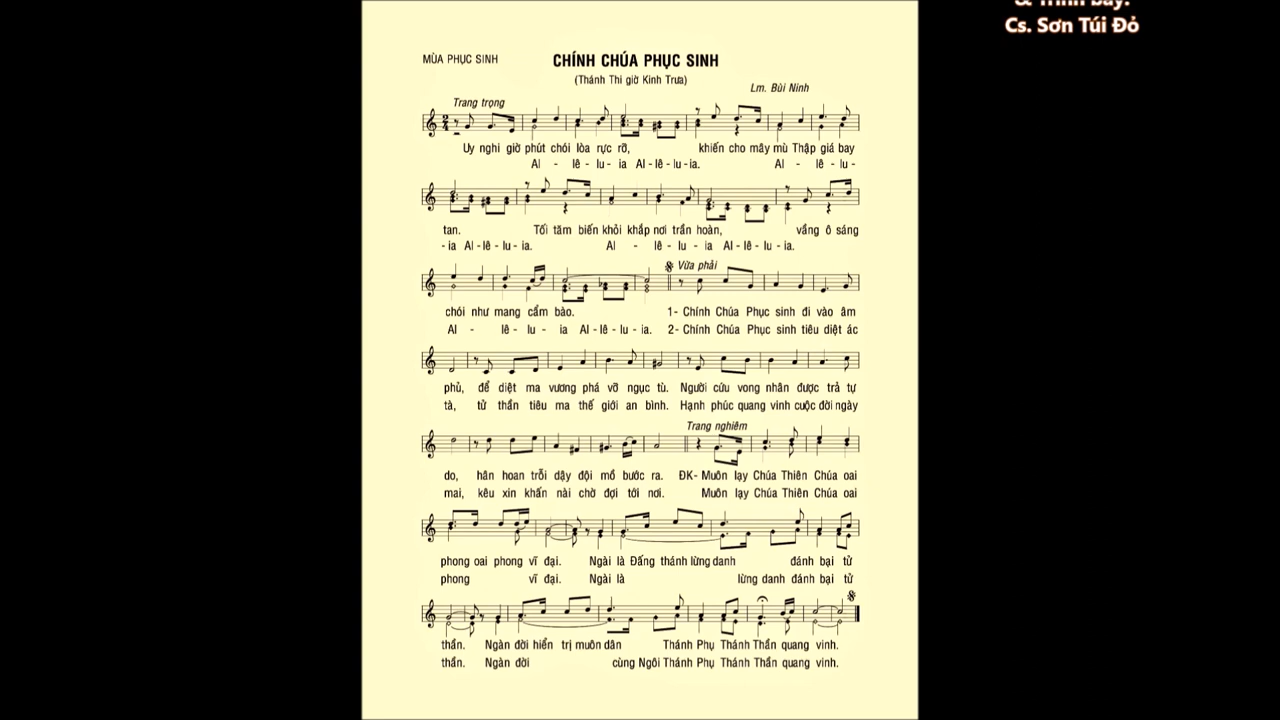 & Trình bày:
Cs. Sơn Túi Đỏ
MÙA PHỤC SINH
CHÍNH CHÚA PHỤC SINH
(Thánh Thi giờ Kinh Trưa)
Lm. Bùi Ninh
Trang trọng
Uy nghi giờ phút chói lòa rực rỡ, khiến cho mây mù Thập giá bay
Al - lê - lu - ia Al - lê - lu - ia. Al - lê - lu -
tan. Tối tăm biến khỏi khắp nơi trần hoàn, vầng ô sáng
- ia Al - lê - lu - ia. Al - lê - lu - ia Al - lê - lu - ia.
Vừa phải
chói như mang cẩm bào. 1- Chính Chúa Phục sinh đi vào âm
Al - lê - lu - ia Al - lê - lu - ia. 2- Chính Chúa Phục sinh tiêu diệt ác
phủ, để diệt ma vương phá vỡ ngục tù. Người cứu vong nhân được trả tự
tà, tử thần tiêu ma thế giới an bình. Hạnh phúc quang vinh cuộc đời ngày
Trang nghiêm
do, hân hoan trỗi dậy đội mồ bước ra. ĐK- Muôn lạy Chúa Thiên Chúa oai
mai, kêu xin khẩn nài chờ đợi tới nơi. Muôn lạy Chúa Thiên Chúa oai
phong oai phong vĩ đại. Ngài là Đấng thánh lừng danh đánh bại tử
phong vĩ đại. Ngài là lừng danh đánh bại tử
thần. Ngàn đời hiển trị muôn dân Thánh Phụ Thánh Thần quang vinh.
thần. Ngàn đời cùng Ngôi Thánh Phụ Thánh Thần quang vinh.